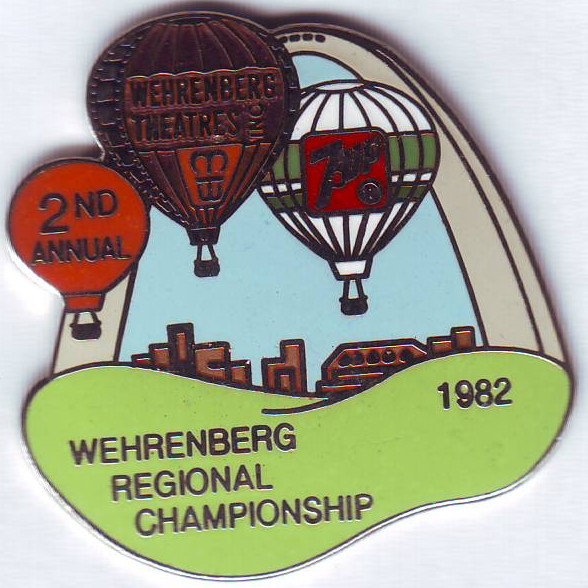 WEHRENBERG
THEATRES
INC.
2ND
ANNUAL
7up
®
1982
WEHRENBERG
REGIONAL
CHAMPIONSHIP